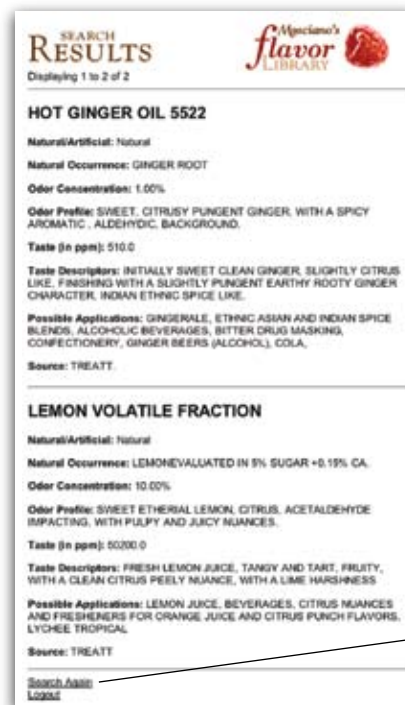 SEARCH
RESULTS
Mosciano's
flavor
LIBRARY
Displaying 1 to 2 of 2
HOT GINGER OIL 5522
Natural/Artificial: Natural
Natural Occurrence: GINGER ROOT
Odor Concentration: 1.00%
Odor Profile: SWEET, CITRUSY PUNGENT GINGER, WITH A SPICY
AROMATIC , ALDEHYDIC, BACKGROUND.
Taste (in ppm): 510.0
Taste Descriptors: INITIALLY SWEET CLEAN GINGER, SLIGHTLY CITRUS
LIKE, FINISHING WITH A SLIGHTLY PUNGENT EARTHY ROOTY GINGER
CHARACTER, INDIAN ETHNIC SPICE LIKE.
Possible Applications: GINGERALE, ETHNIC ASIAN AND INDIAN SPICE
BLENDS, ALCOHOLIC BEVERAGES, BITTER DRUG MASKING,
CONFECTIONERY, GINGER BEERS (ALCOHOL), COLA,
Source: TREATT.
LEMON VOLATILE FRACTION
Natural/Artificial: Natural
Natural Occurrence: LEMONEVALUATED IN 5% SUGAR +0.15% CA.
Odor Concentration: 10.00%
Odor Profile: SWEET ETHERIAL LEMON, CITRUS, ACETALDEHYDE
IMPACTING, WITH PULPY AND JUICY NUANCES.
Taste (in ppm): 50200.0
Taste Descriptors: FRESH LEMON JUICE, TANGY AND TART, FRUITY,
WITH A CLEAN CITRUS PEELY NUANCE, WITH A LIME HARSHNESS
Possible Applications: LEMON JUICE, BEVERAGES, CITRUS NUANCES
AND FRESHENERS FOR ORANGE JUICE AND CITRUS PUNCH FLAVORS,
LYCHEE TROPICAL
Source: TREATT
Search Again
Logout